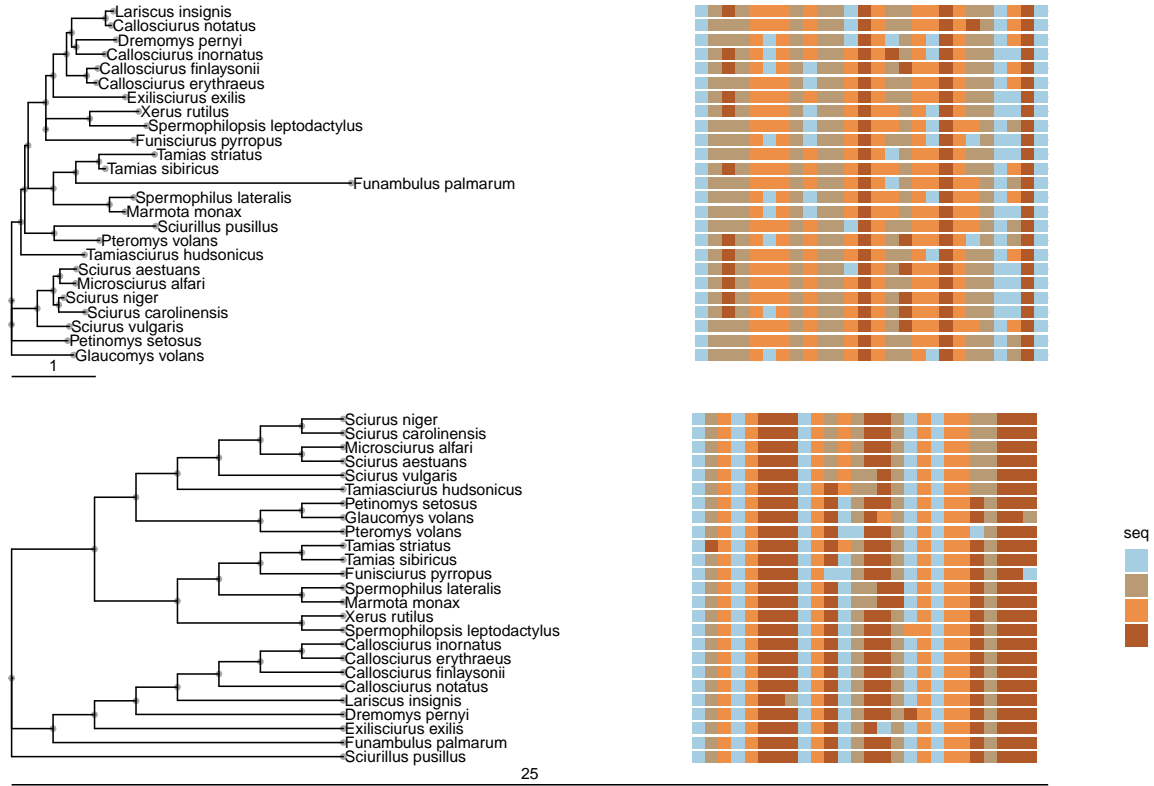 Lariscus insignis
Callosciurus notatus
Dremomys pernyi
Callosciurus inornatus
Callosciurus finlaysonii
Callosciurus erythraeus
Exilisciurus exilis
Xerus rutilus
Spermophilopsis leptodactylus
Funisciurus pyrropus
Tamias striatus
Tamias sibiricus
Funambulus palmarum
Spermophilus lateralis
Marmota monax
Sciurillus pusillus
Pteromys volans
Tamiasciurus hudsonicus
Sciurus aestuans
Microsciurus alfari
Sciurus niger
Sciurus carolinensis
Sciurus vulgaris
Petinomys setosus
Glaucomys volans
1
Sciurus niger
Sciurus carolinensis
Microsciurus alfari
Sciurus aestuans
Sciurus vulgaris
Tamiasciurus hudsonicus
Petinomys setosus
Glaucomys volans
Pteromys volans
Tamias striatus
Tamias sibiricus
Funisciurus pyrropus
Spermophilus lateralis
Marmota monax
Xerus rutilus
Spermophilopsis leptodactylus
Callosciurus inornatus
Callosciurus erythraeus
Callosciurus finlaysonii
Callosciurus notatus
Lariscus insignis
Dremomys pernyi
Exilisciurus exilis
Funambulus palmarum
Sciurillus pusillus
25
seq